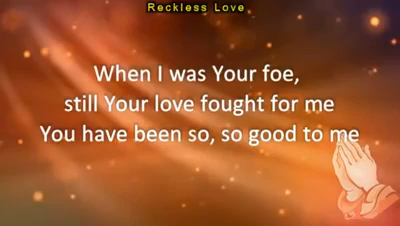 Reckless Love
When I was Your foe,
still Your love fought for me
You have been so, so good to me